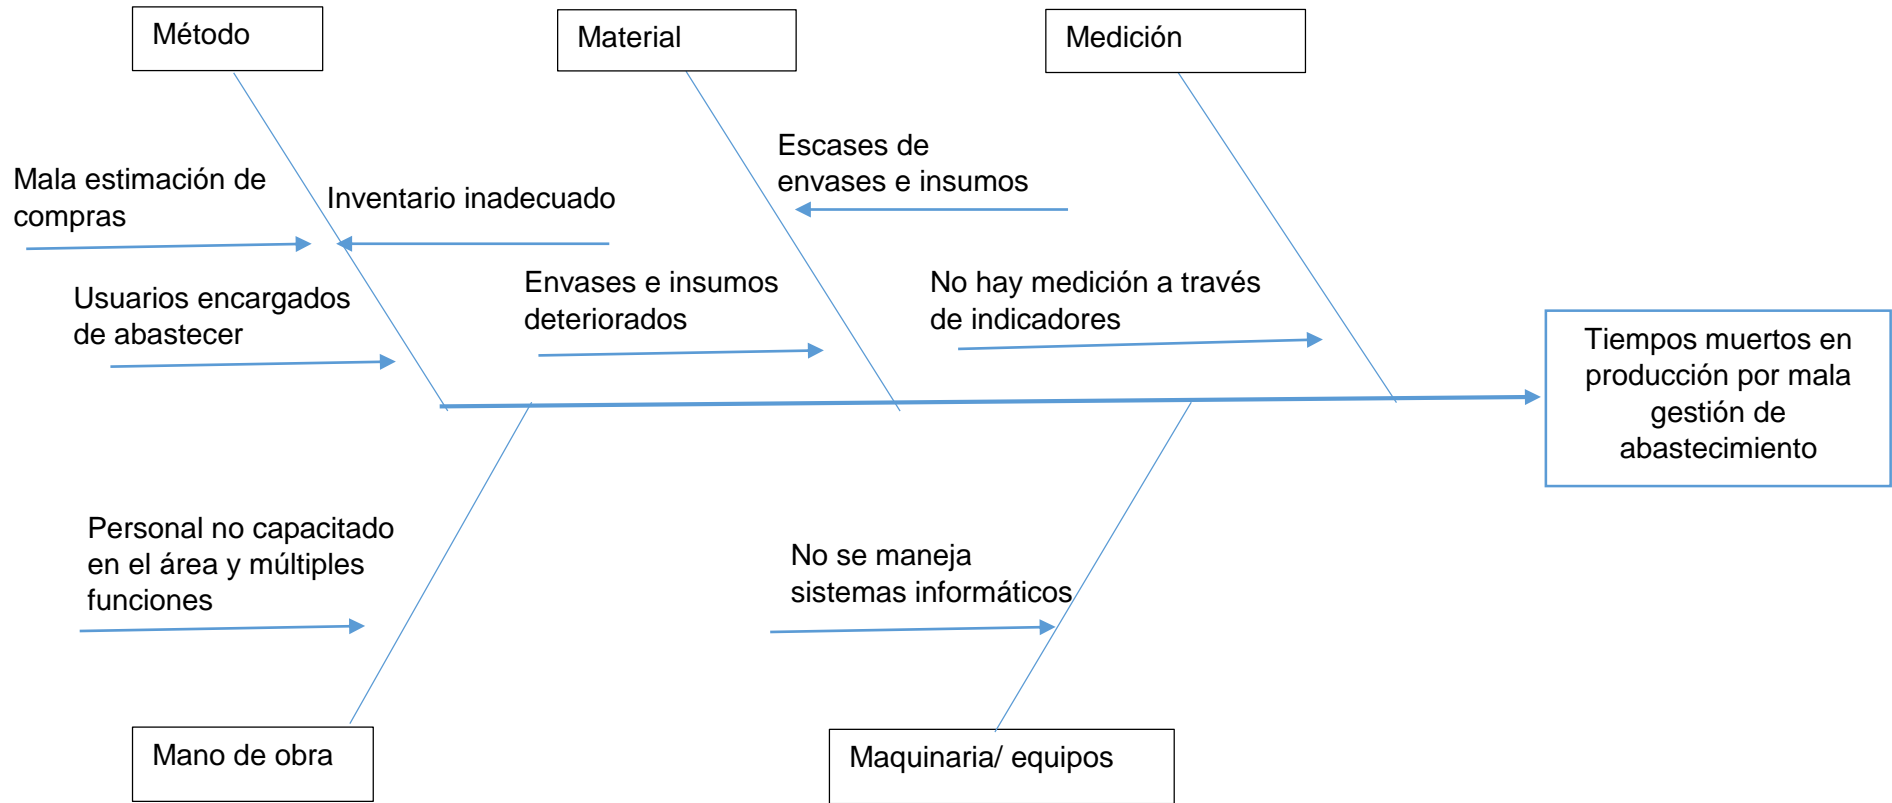 Método
Material
Medición
Mala estimación de
compras
Inventario inadecuado
Escases de
envases e insumos
Usuarios encargados
de abastecer
Envases e insumos
deteriorados
No hay medición a través
de indicadores
Tiempos muertos en
producción por mala
gestión de
abastecimiento
Personal no capacitado
en el área y múltiples
funciones
No se maneja
sistemas informáticos
Mano de obra
Maquinaria/ equipos